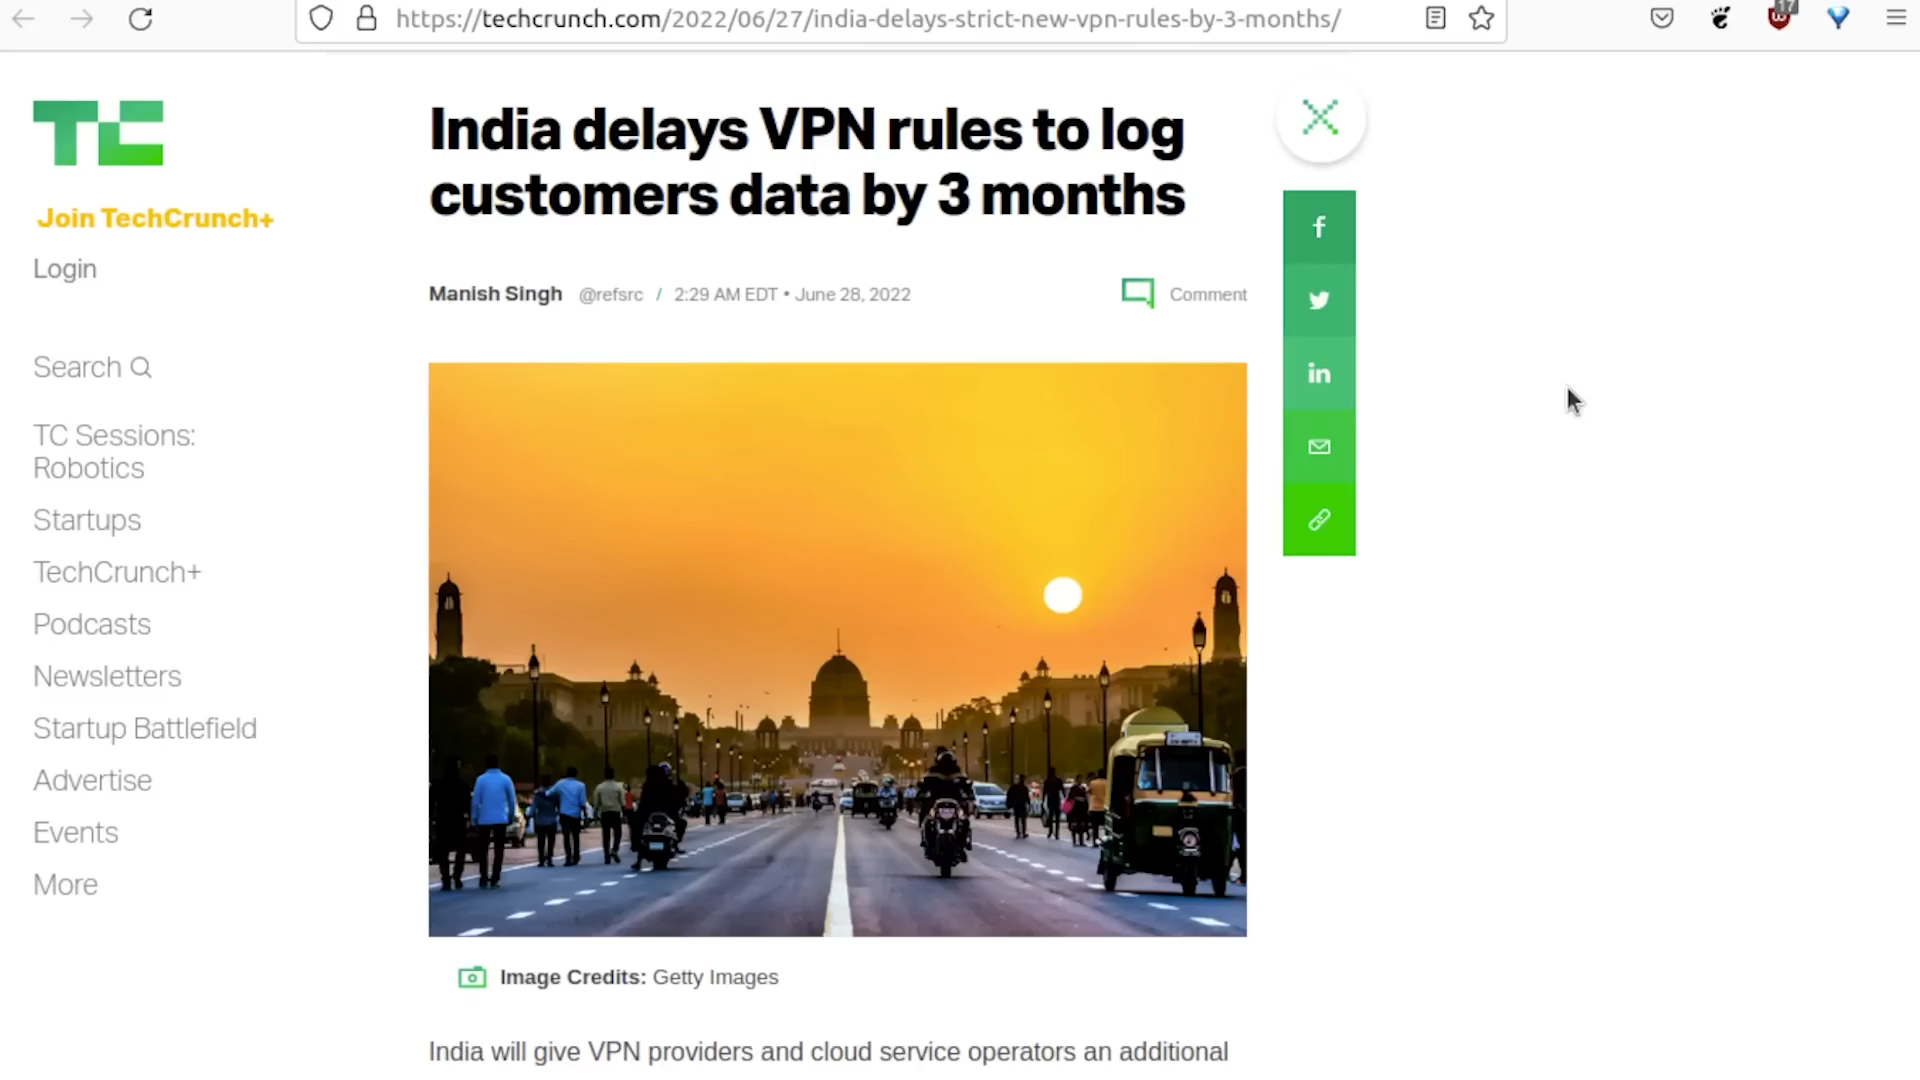 https://techcrunch.com/2022/06/27/india-delays-strict-new-vpn-rules-by-3-months/
17
TC
Join TechCrunch+
Login
Search
TC Sessions:
Robotics
Startups
TechCrunch+
Podcasts
Newsletters
Startup Battlefield
Advertise
Events
More
India delays VPN rules to log
customers data by 3 months
Manish Singh @refsrc / 2:29 AM EDT • June 28, 2022
Comment
f
in
Image Credits: Getty Images
India will give VPN providers and cloud service operators an additional